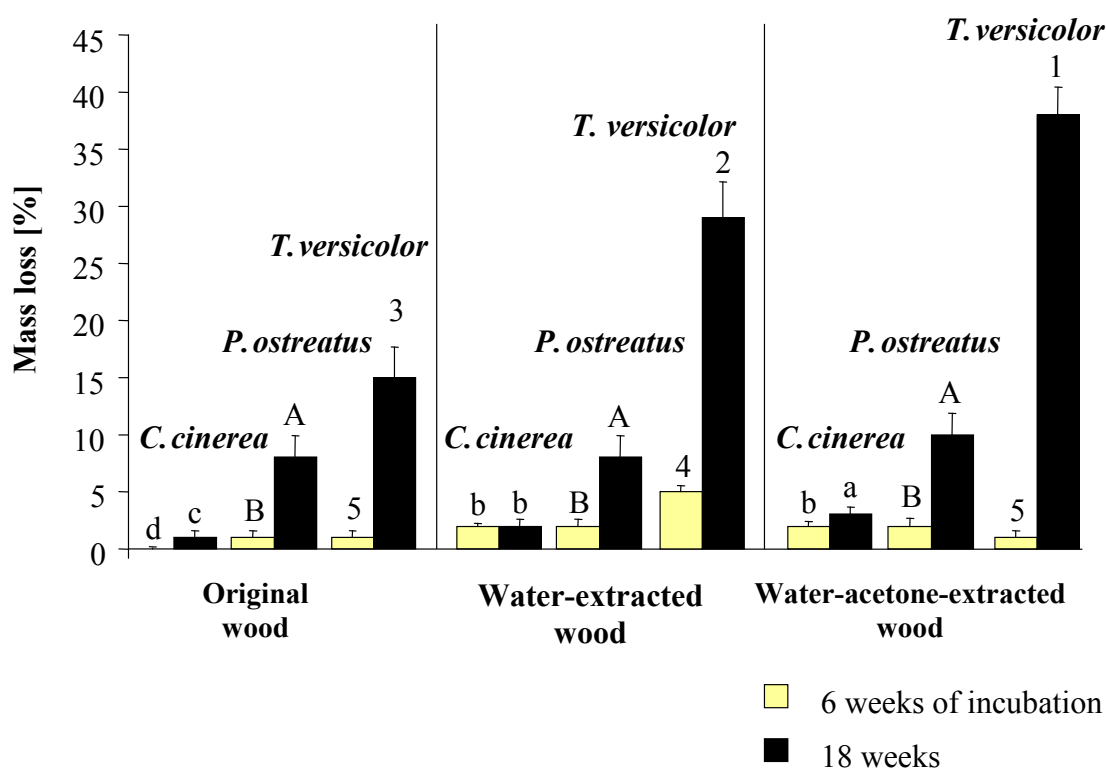 Mass loss [%]
45
40
35
30
25
20
15
10
5
0
C. cinerea
d
c
P. ostreatus
B
A
T. versicolor
5
3
Original
wood
C. cinerea
b
b
P. ostreatus
B
A
T. versicolor
4
2
Water-extracted
wood
C. cinerea
b
a
P. ostreatus
B
A
T. versicolor
5
1
Water-acetone-extracted
wood
6 weeks of incubation
18 weeks